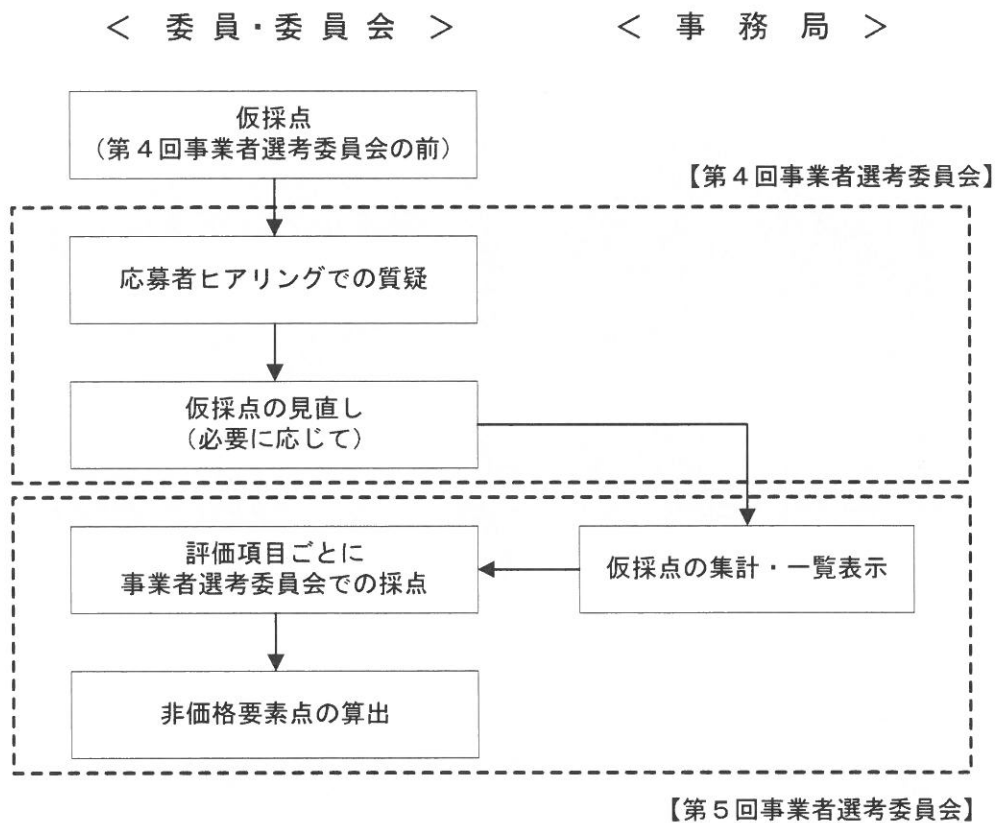 ＜ 委員・委員会 ＞
＜ 事務局 ＞
仮採点
（第４回事業者選考委員会の前）
【第４回事業者選考委員会】
応募者ヒアリングでの質疑
仮採点の見直し
（必要に応じて）
評価項目ごとに
事業者選考委員会での採点
仮採点の集計・一覧表示
非価格要素点の算出
【第５回事業者選考委員会】